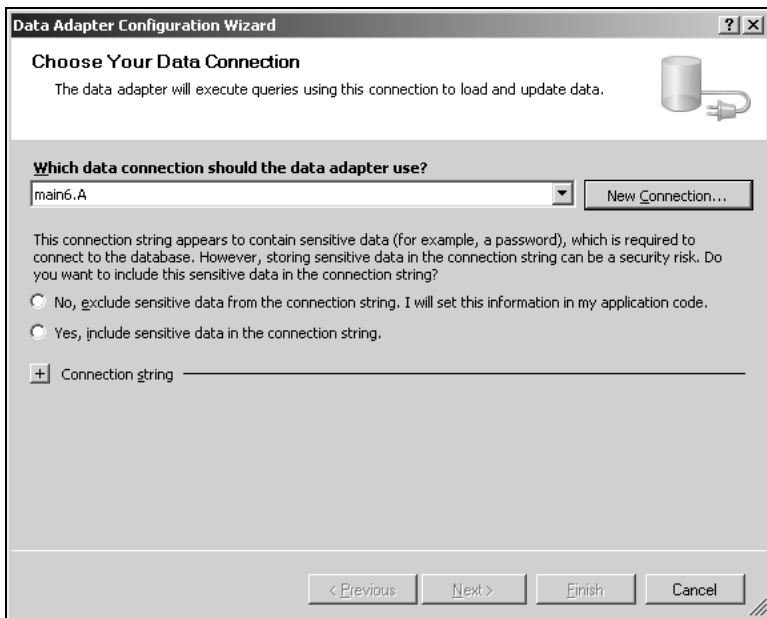 Data Adapter Configuration Wizard
Choose Your Data Connection
The data adapter will execute queries using this connection to load and update data.
Which data connection should the data adapter use?
main6.A
New Connection...
This connection string appears to contain sensitive data (for example, a password), which is required to
connect to the database. However, storing sensitive data in the connection string can be a security risk. Do
you want to include this sensitive data in the connection string?
No, exclude sensitive data from the connection string. I will set this information in my application code.
Yes, include sensitive data in the connection string.
+ Connection string
< Previous
Next >
Finish
Cancel